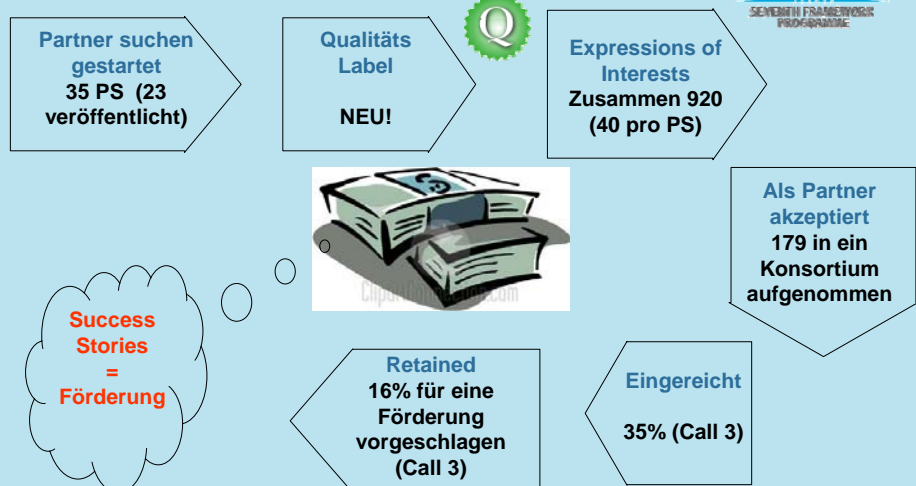 Partner suchen
gestartet
35 PS (23
veröffentlicht)
Qualitäts
Label
NEU!
Q
Expressions of
Interests
Zusammen 920
(40 pro PS)
SEVENTH FRAMEWORK
PROGRAMME
Als Partner
akzeptiert
179 in ein
Konsortium
aufgenommen
Eingereicht
35% (Call 3)
Retained
16% für eine
Förderung
vorgeschlagen
(Call 3)
Success
Stories
=
Förderung